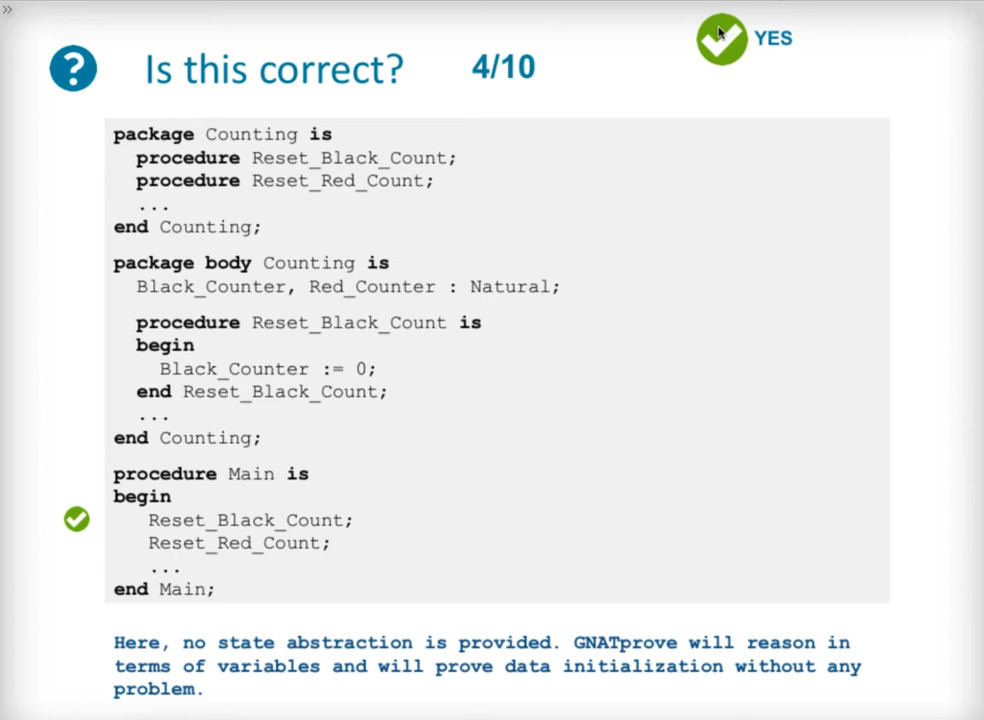 »
YES
? Is this correct? 4/10
package Counting is
procedure Reset_Black_Count;
procedure Reset_Red_Count;
...
end Counting;
package body Counting is
Black_Counter, Red_Counter : Natural;
procedure Reset_Black_Count is
begin
Black_Counter := 0;
end Reset_Black_Count;
...
end Counting;
procedure Main is
begin
Reset_Black_Count;
Reset_Red_Count;
...
end Main;
Here, no state abstraction is provided. GNATprove will reason in
terms of variables and will prove data initialization without any
problem.